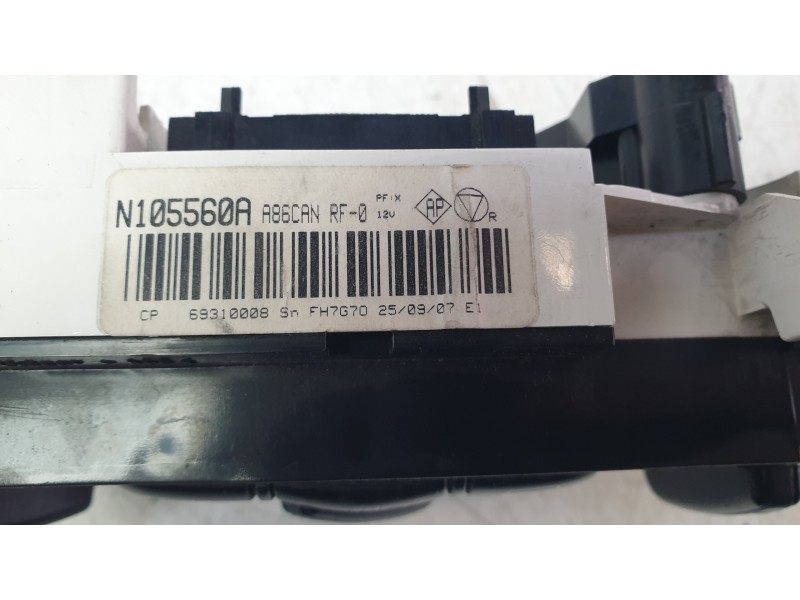 N105560A A86CAN RF-0 PF:X
12V
AP
R
CP 69310008 Sn FH7G70 25/09/07 E1